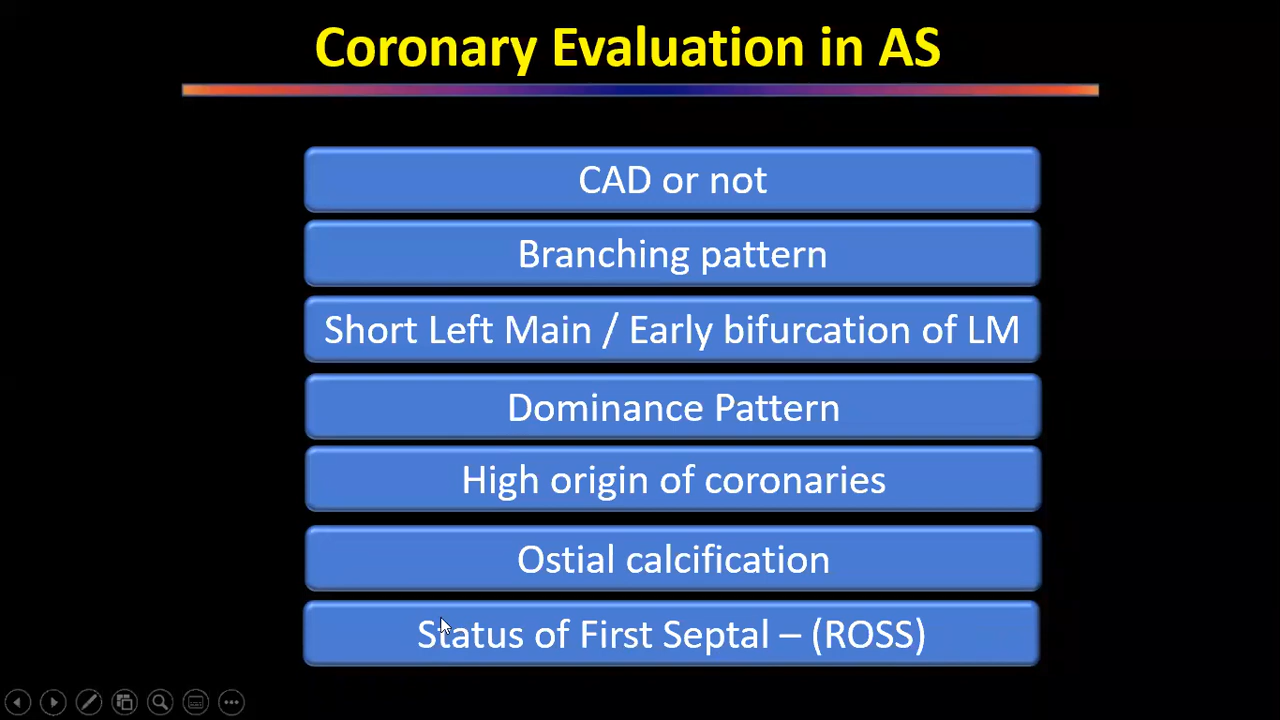 Coronary Evaluation in AS
CAD or not
Branching pattern
Short Left Main / Early bifurcation of LM
Dominance Pattern
High origin of coronaries
Ostial calcification
Status of First Septal – (ROSS)